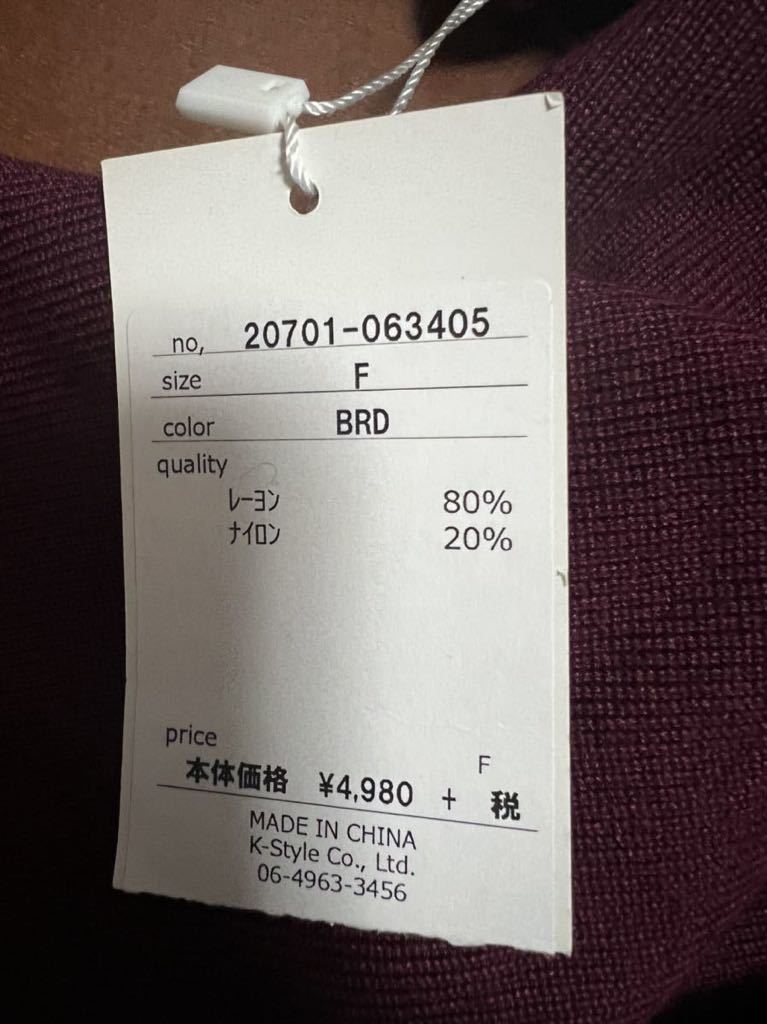 no, 20701-063405
size F
color BRD
quality
レーヨン 80%
ナイロン 20%
price
F
本体価格 ¥4,980 + 税
MADE IN CHINA
K-Style Co., Ltd.
06-4963-3456